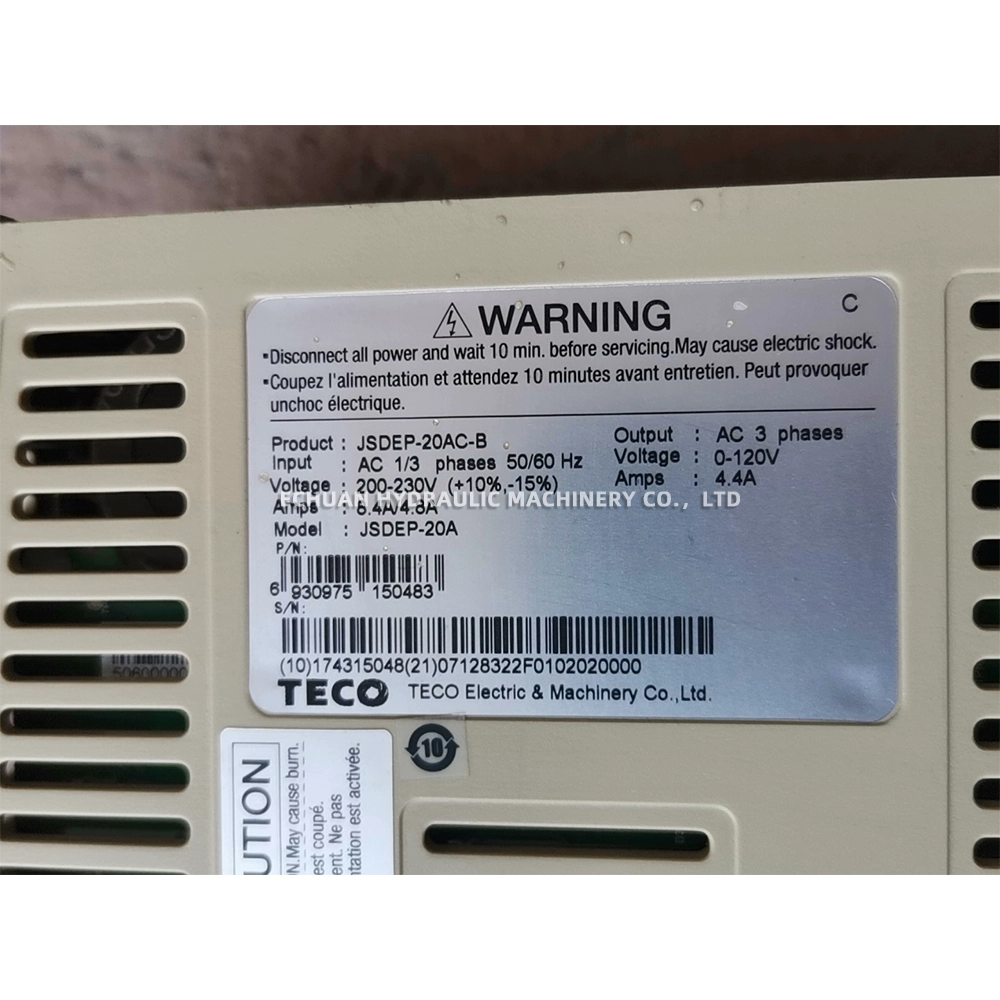 WARNING
C
▪Disconnect all power and wait 10 min. before servicing.May cause electric shock.
▪Coupez l'alimentation et attendez 10 minutes avant entretien. Peut provoquer
unchoc électrique.
Product : JSDEP-20AC-B
Input : AC 1/3 phases 50/60 Hz
Voltage : 200-230V (+10%,-15%)
Amps :
Model : JSDEP-20A
Output : AC 3 phases
Voltage : 0-120V
Amps : 4.4A
HYDRAULIC MACHINERY CO., LTD
P/N:
6 930975 150483
S/N:
(10)174315048(21)07128322F0102020000
TECO TECO Electric & Machinery Co.,Ltd.
10
UTION
N.May cause burn.
est coupé.
ent. Ne pas
ntation est activée.